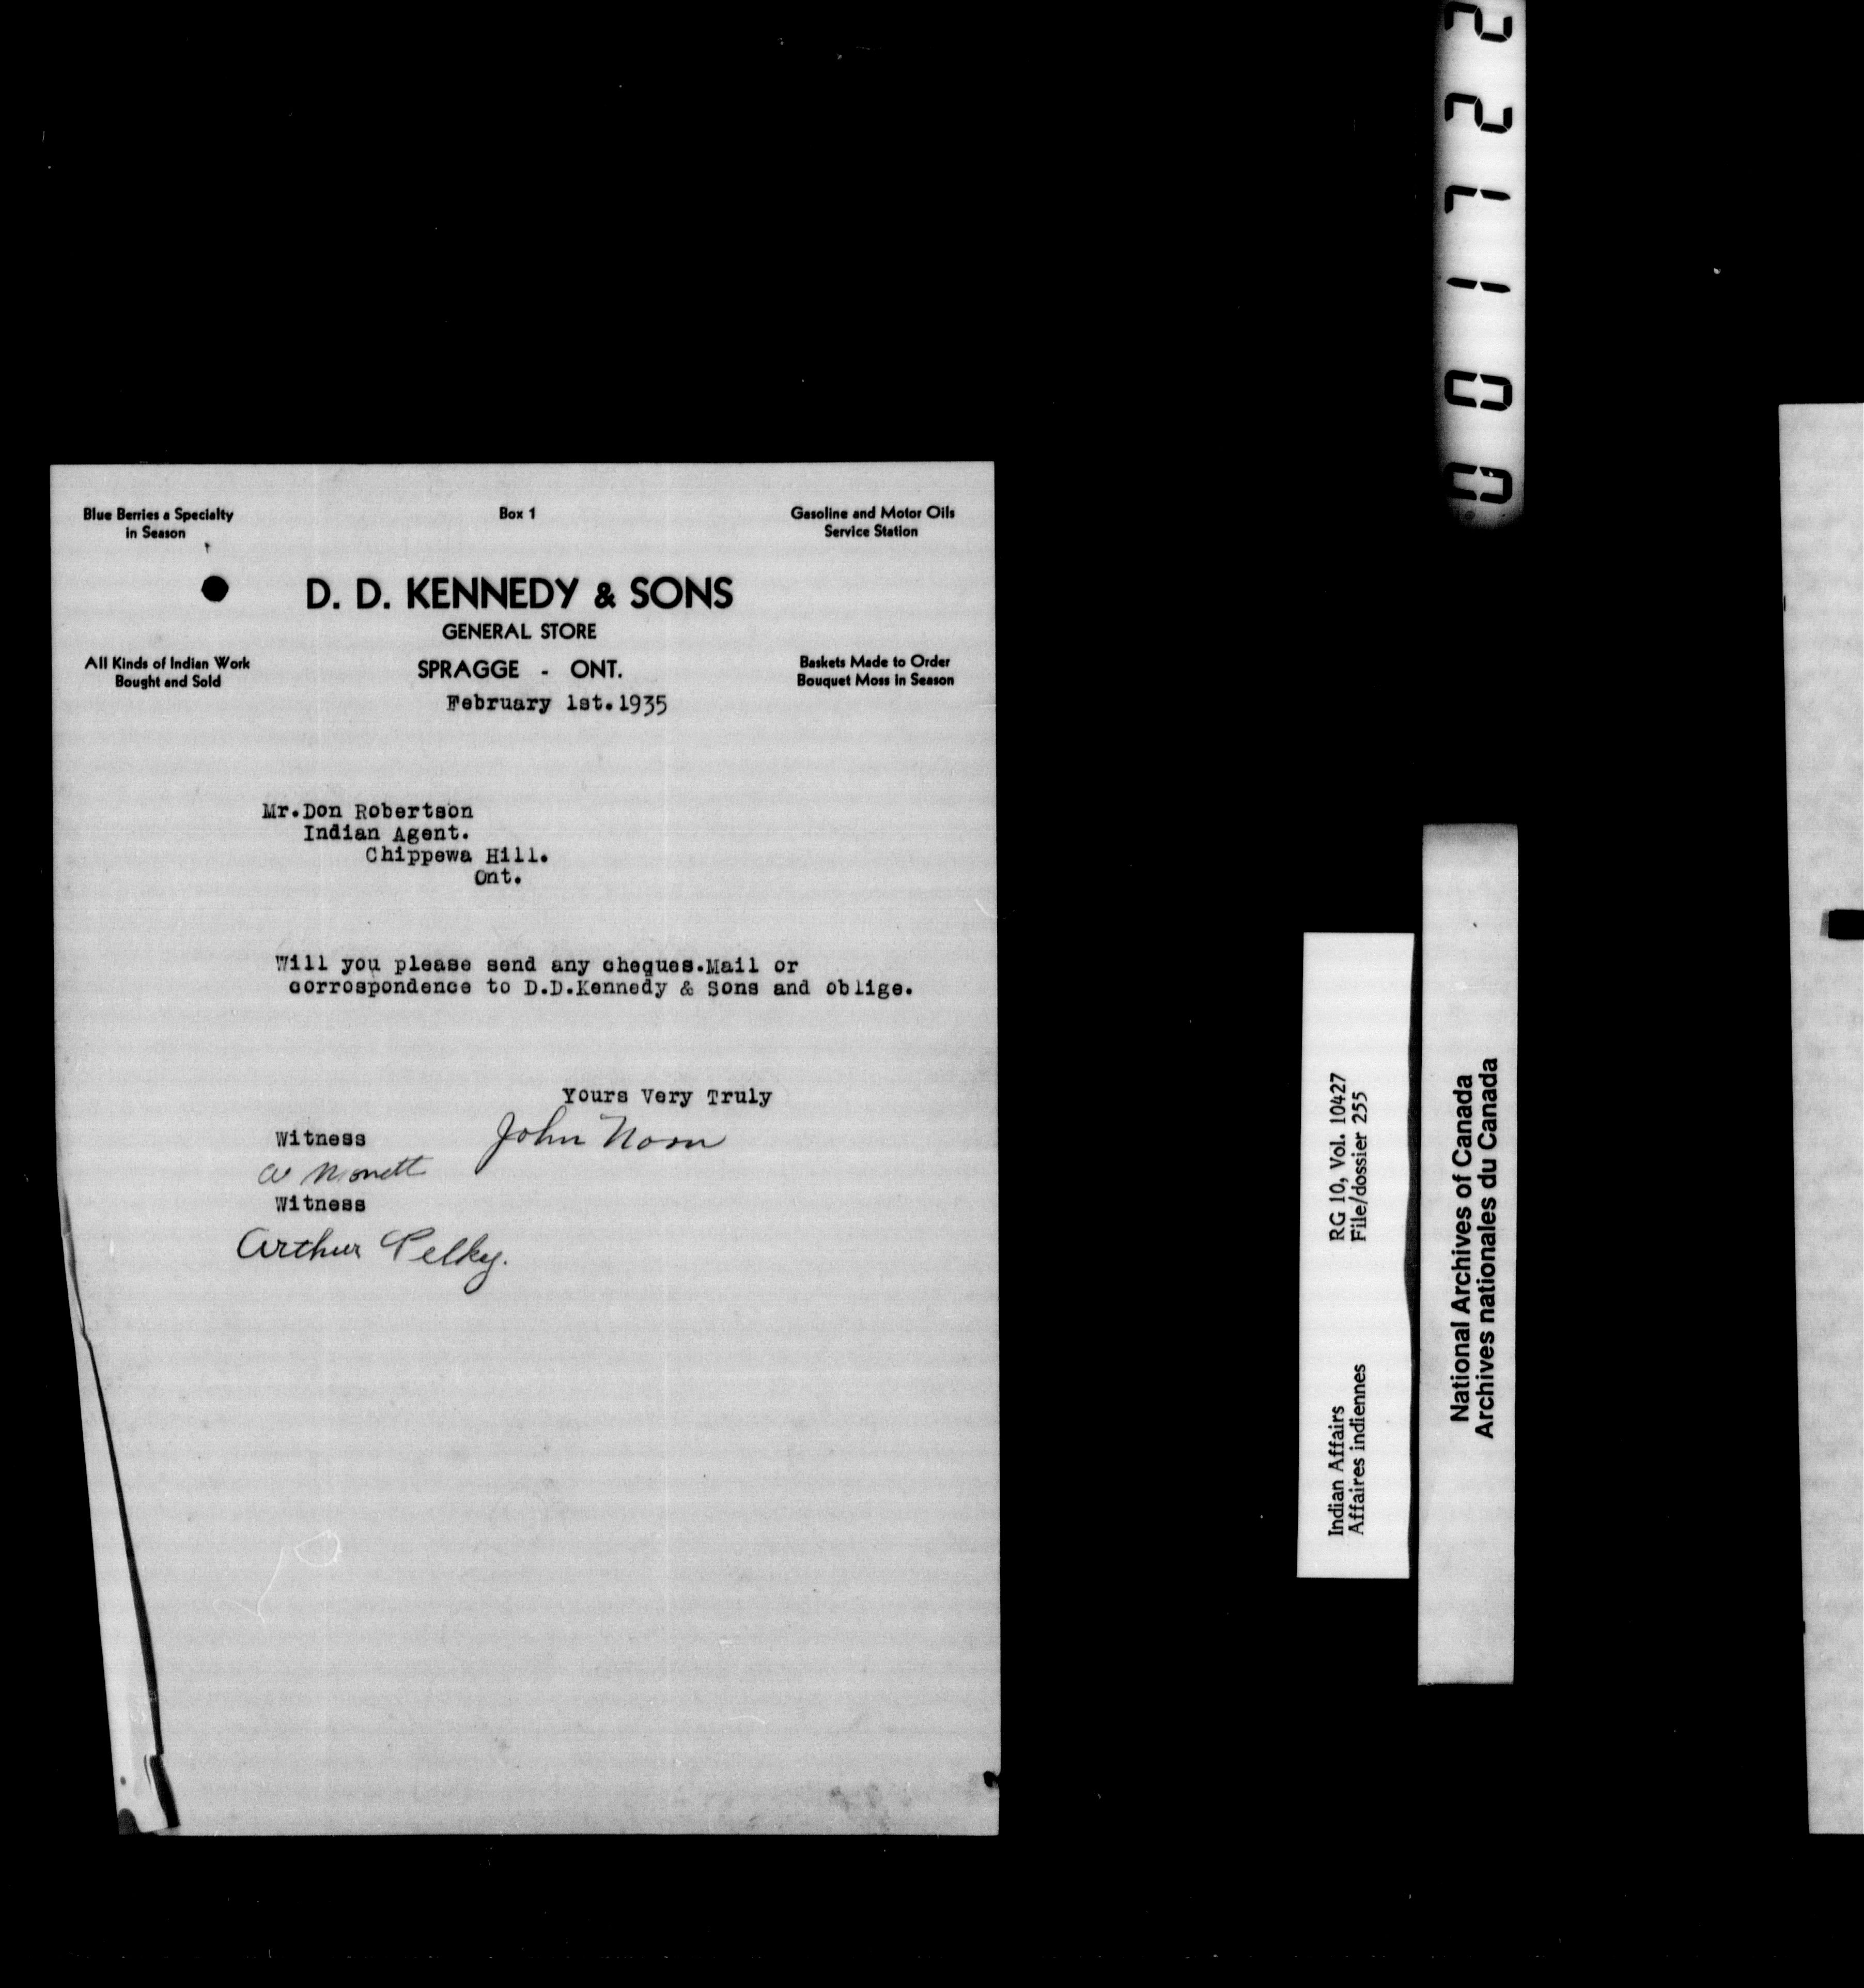 Blue Berries a Specialty
in Season
Box 1
Gasoline and Motor Oils
Service Station
D. D. KENNEDY & SONS
GENERAL STORE
All Kinds of Indian Work
Bought and Sold
SPRAGGE - ONT.
Baskets Made to Order
Bouquet Moss in Season
February 1st.1935
Mr.Don Robertson
Indian Agent.
Chippewa Hill.
Ont.
Will you please send any cheques.Mail or
corrospondence to D.D.Kennedy & Sons and oblige.
Yours Very Truly
John Noon
Witness
Witness
Arthur Pelky.
Indian Affairs RG 10, Vol. 10427
Affaires indiennes File/dossier 255
National Archives of Canada
Archives nationales du Canada
001122